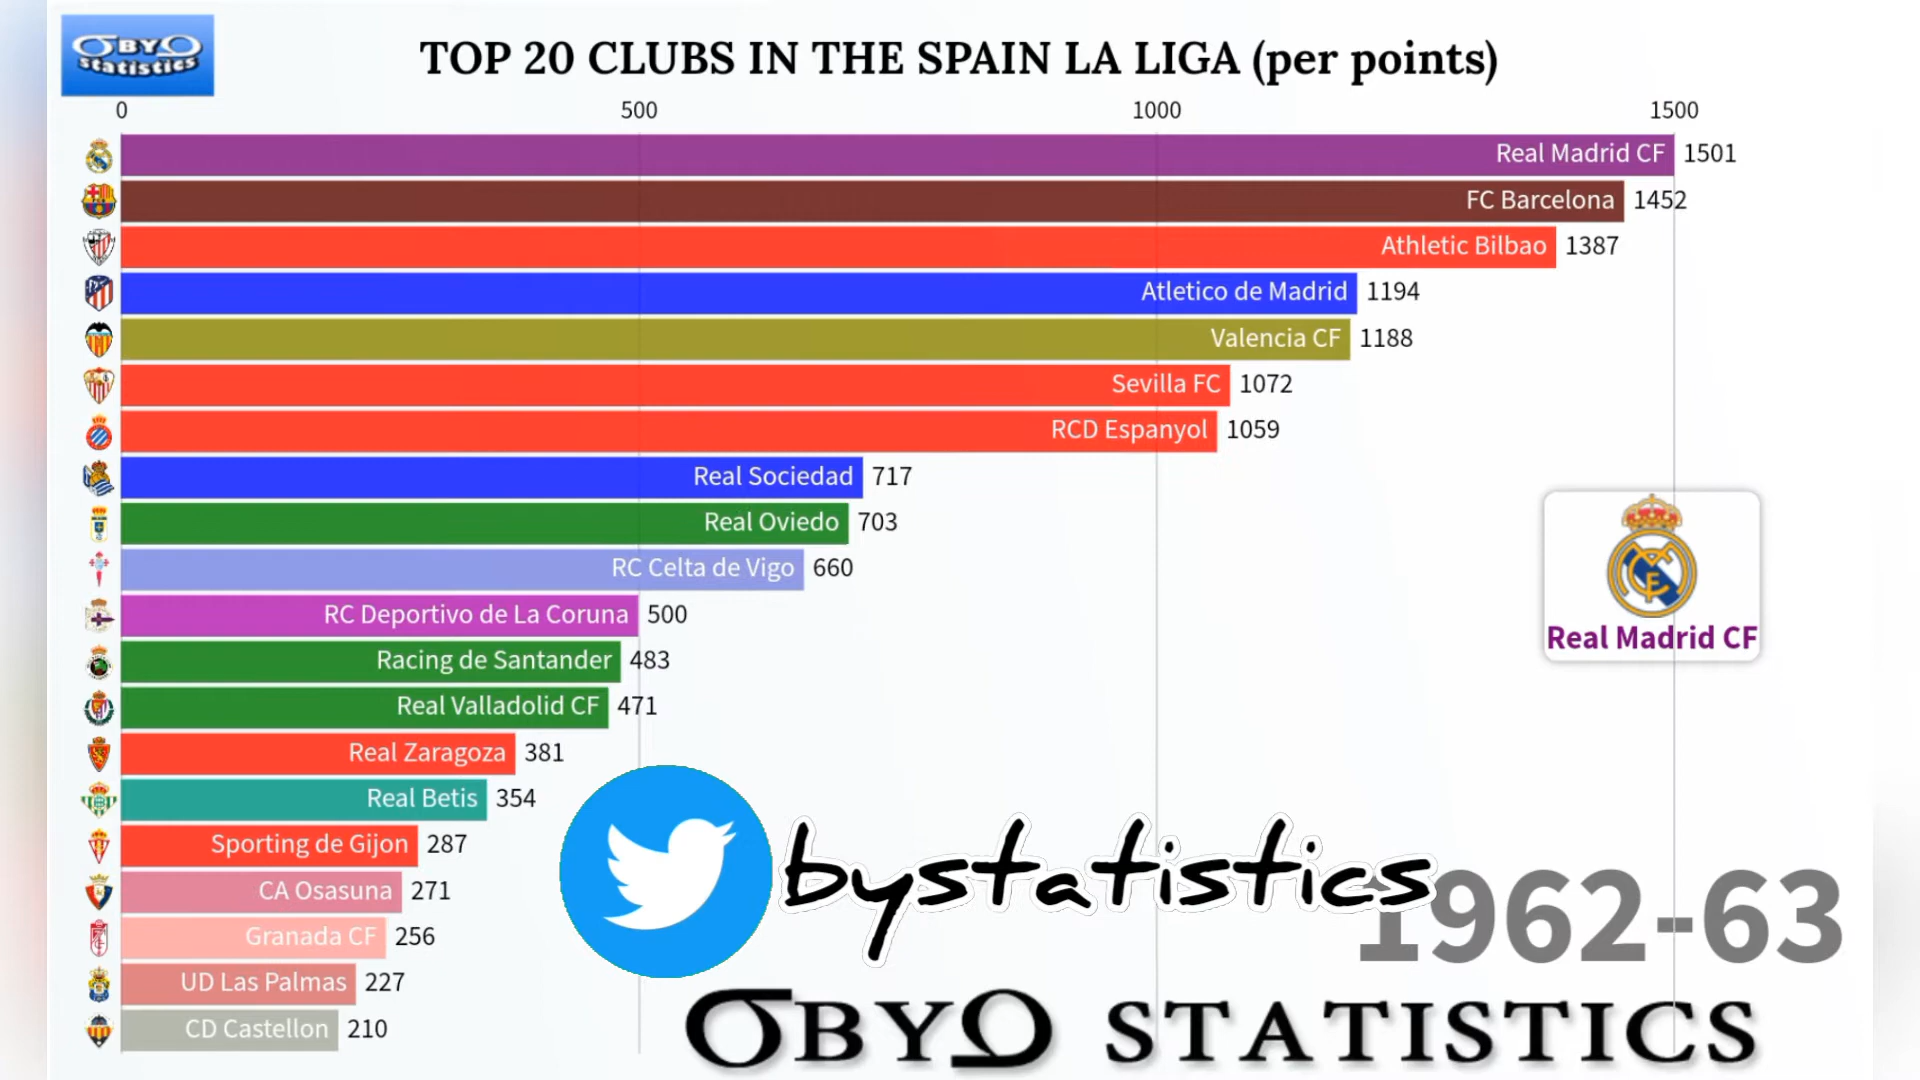 OBYO
statistics
TOP 20 CLUBS IN THE SPAIN LA LIGA (per points)
0 500 1000 1500
Real Madrid CF 1501
FC Barcelona 1452
Athletic Bilbao 1387
Atletico de Madrid 1194
Valencia CF 1188
Sevilla FC 1072
RCD Espanyol 1059
Real Sociedad 717
Real Oviedo 703
RC Celta de Vigo 660
RC Deportivo de La Coruna 500
Racing de Santander 483
Real Valladolid CF 471
Real Zaragoza 381
Real Betis 354
Sporting de Gijon 287
CA Osasuna 271
Granada CF 256
UD Las Palmas 227
CD Castellon 210
Real Madrid CF
bystatistics
1962-63
OBYO STATISTICS